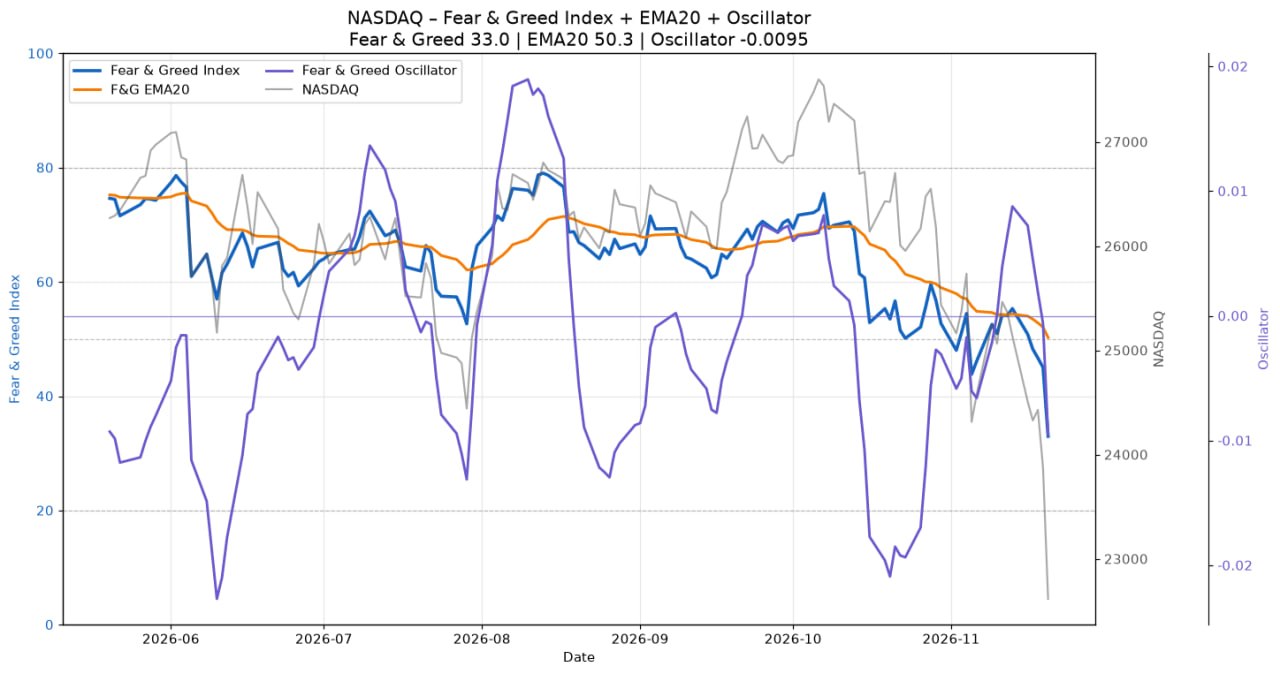 NASDAQ – Fear & Greed Index + EMA20 + Oscillator
Fear & Greed 33.0 | EMA20 50.3 | Oscillator -0.0095
Fear & Greed Index
F&G EMA20
Fear & Greed Oscillator
NASDAQ
Fear & Greed Index
100
80
60
40
20
0
2026-06
2026-07
2026-08
2026-09
2026-10
2026-11
Date
27000
26000
25000
24000
23000
NASDAQ
0.02
0.01
0.00
-0.01
-0.02
Oscillator